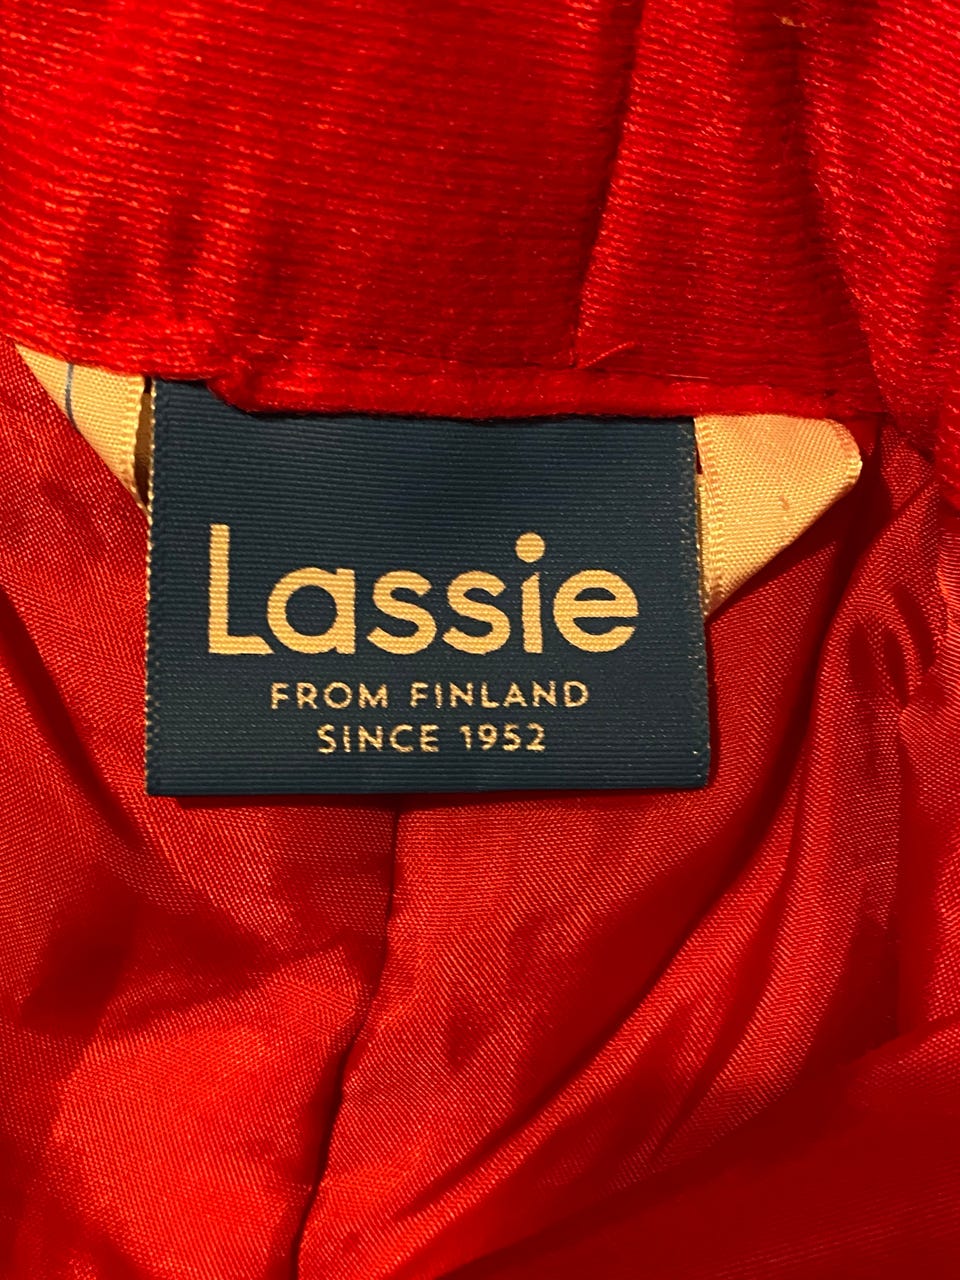 Lassie
FROM FINLAND
SINCE 1952